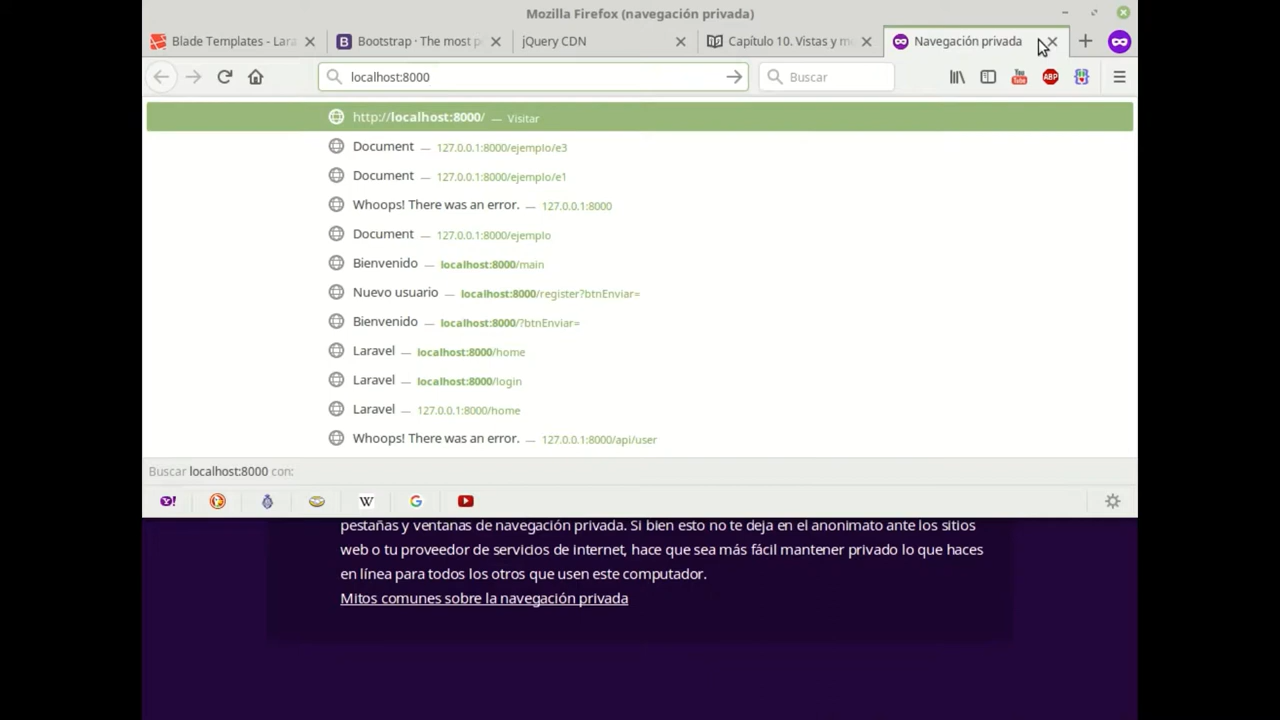 Mozilla Firefox (navegación privada)
Blade Templates - Lara
Bootstrap · The most p
jQuery CDN
Capítulo 10. Vistas y m
Navegación privada
localhost:8000
Buscar
You
Tube
ABP
http://localhost:8000/ — Visitar
Document — 127.0.0.1:8000/ejemplo/e3
Document — 127.0.0.1:8000/ejemplo/e1
Whoops! There was an error. — 127.0.0.1:8000
Document — 127.0.0.1:8000/ejemplo
Bienvenido — localhost:8000/main
Nuevo usuario — localhost:8000/register?btnEnviar=
Bienvenido — localhost:8000/?btnEnviar=
Laravel — localhost:8000/home
Laravel — localhost:8000/login
Laravel — 127.0.0.1:8000/home
Whoops! There was an error. — 127.0.0.1:8000/api/user
Buscar localhost:8000 con:
Y! W G
pestañas y ventanas de navegación privada. Si bien esto no te deja en el anonimato ante los sitios
web o tu proveedor de servicios de internet, hace que sea más fácil mantener privado lo que haces
en línea para todos los otros que usen este computador.
Mitos comunes sobre la navegación privada